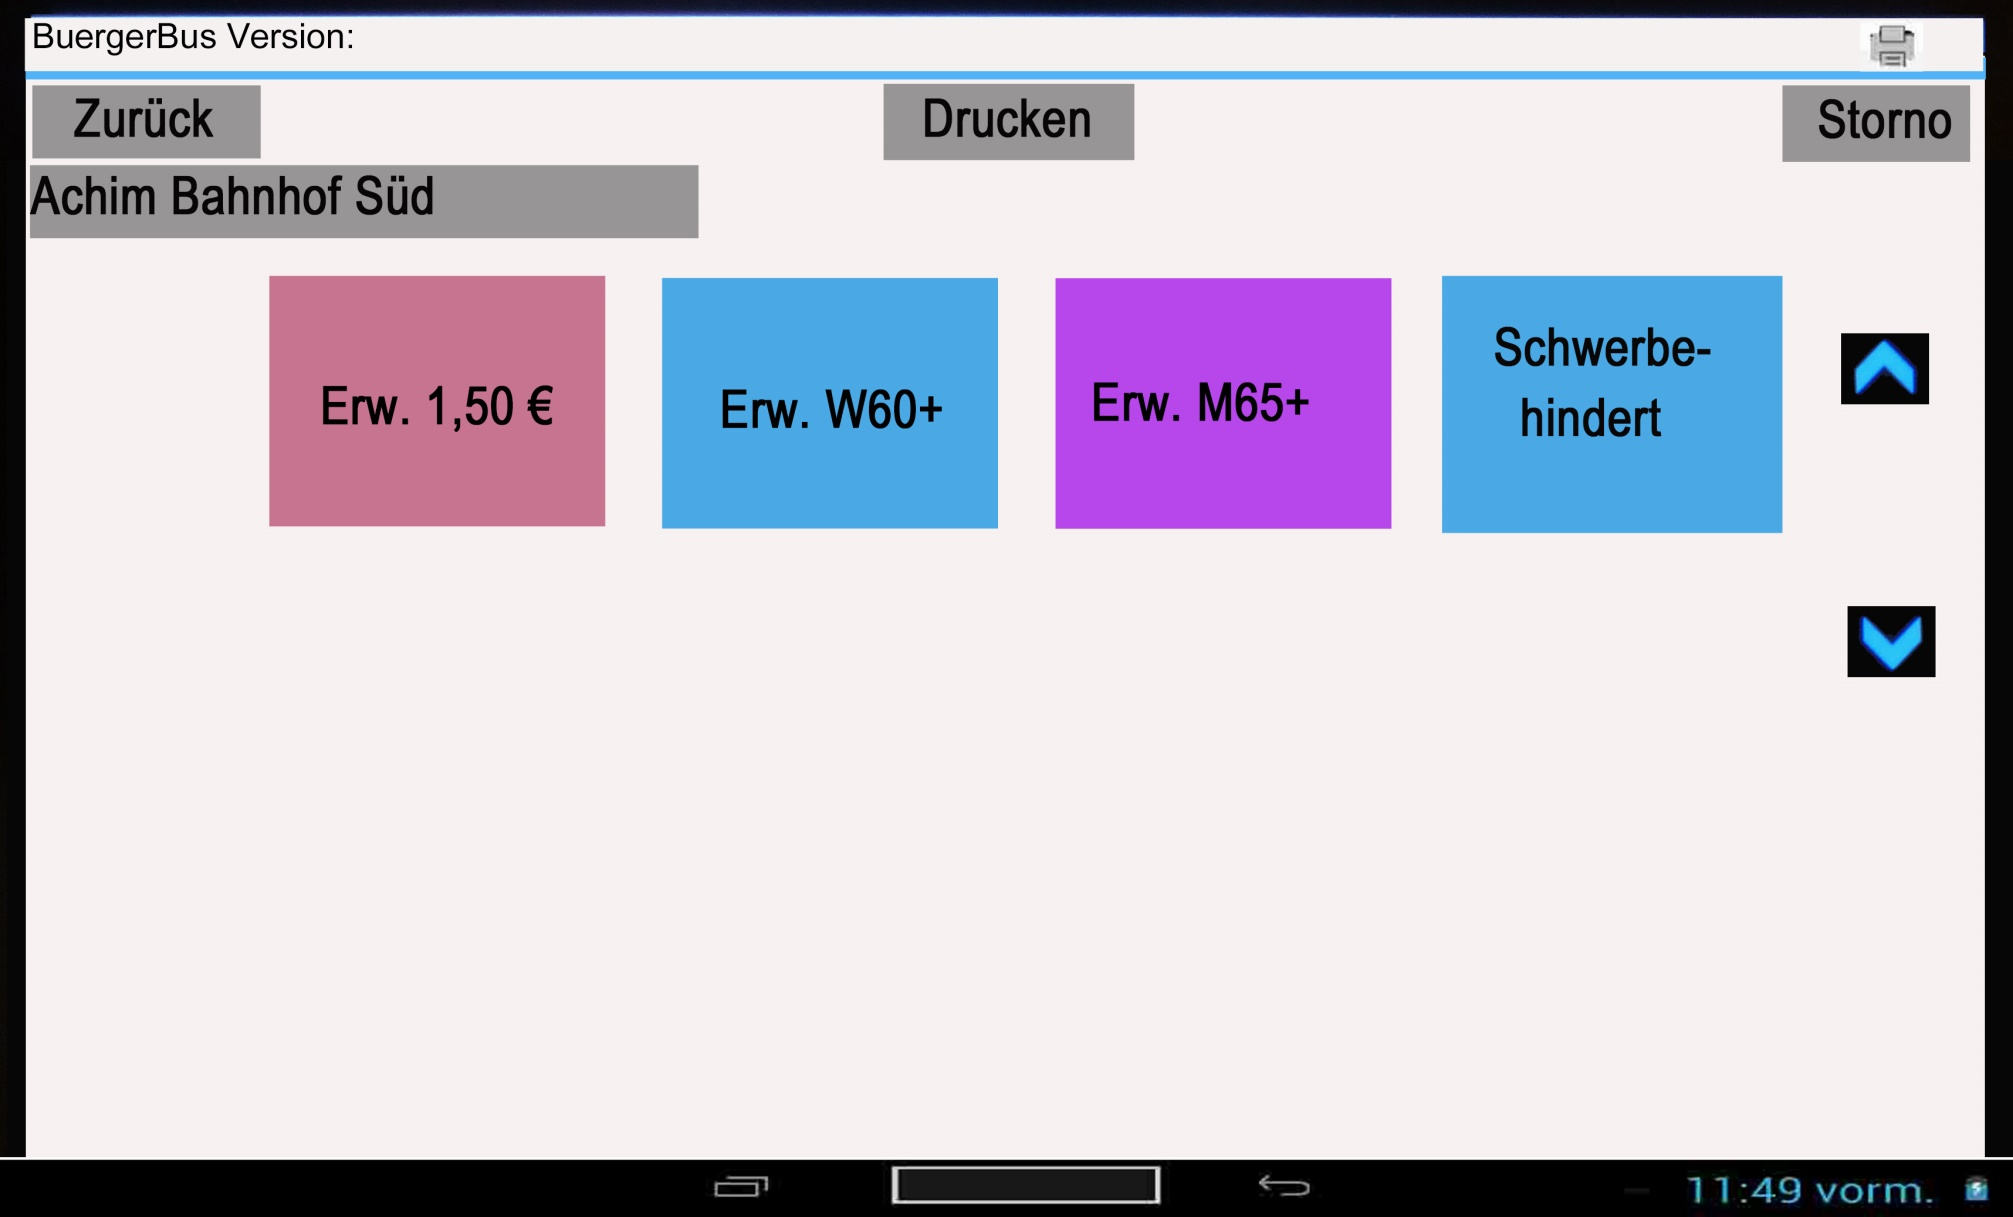 BuergerBus Version:
Zurück
Drucken
Storno
Achim Bahnhof Süd
Erw. 1,50 €
Erw. W60+
Erw. M65+
Schwerbe-
hindert
11:49 vorm.